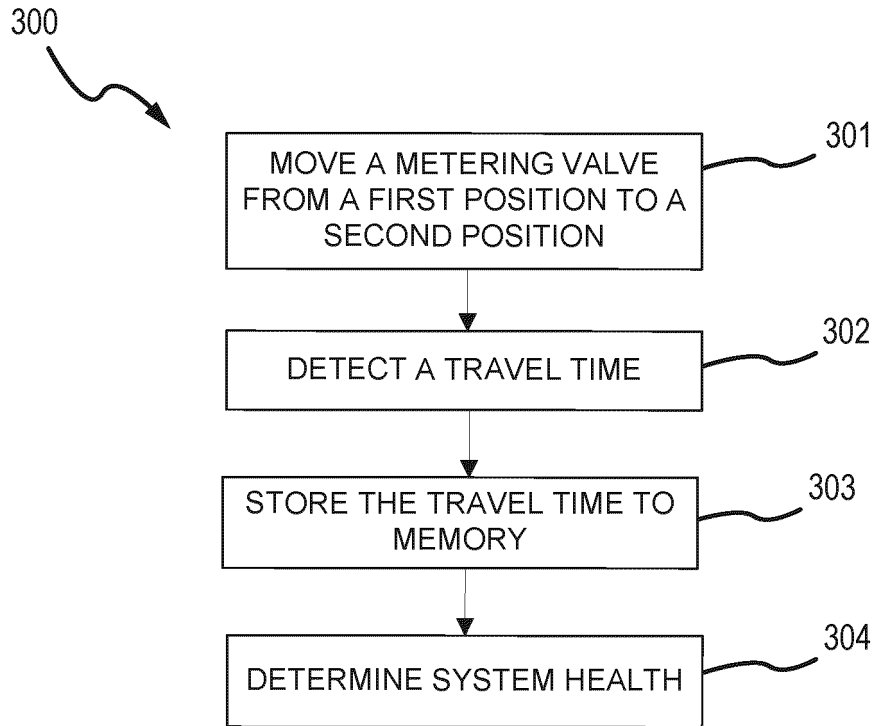 300
MOVE A METERING VALVE
FROM A FIRST POSITION TO A
SECOND POSITION
301
DETECT A TRAVEL TIME
302
STORE THE TRAVEL TIME TO
MEMORY
303
DETERMINE SYSTEM HEALTH
304